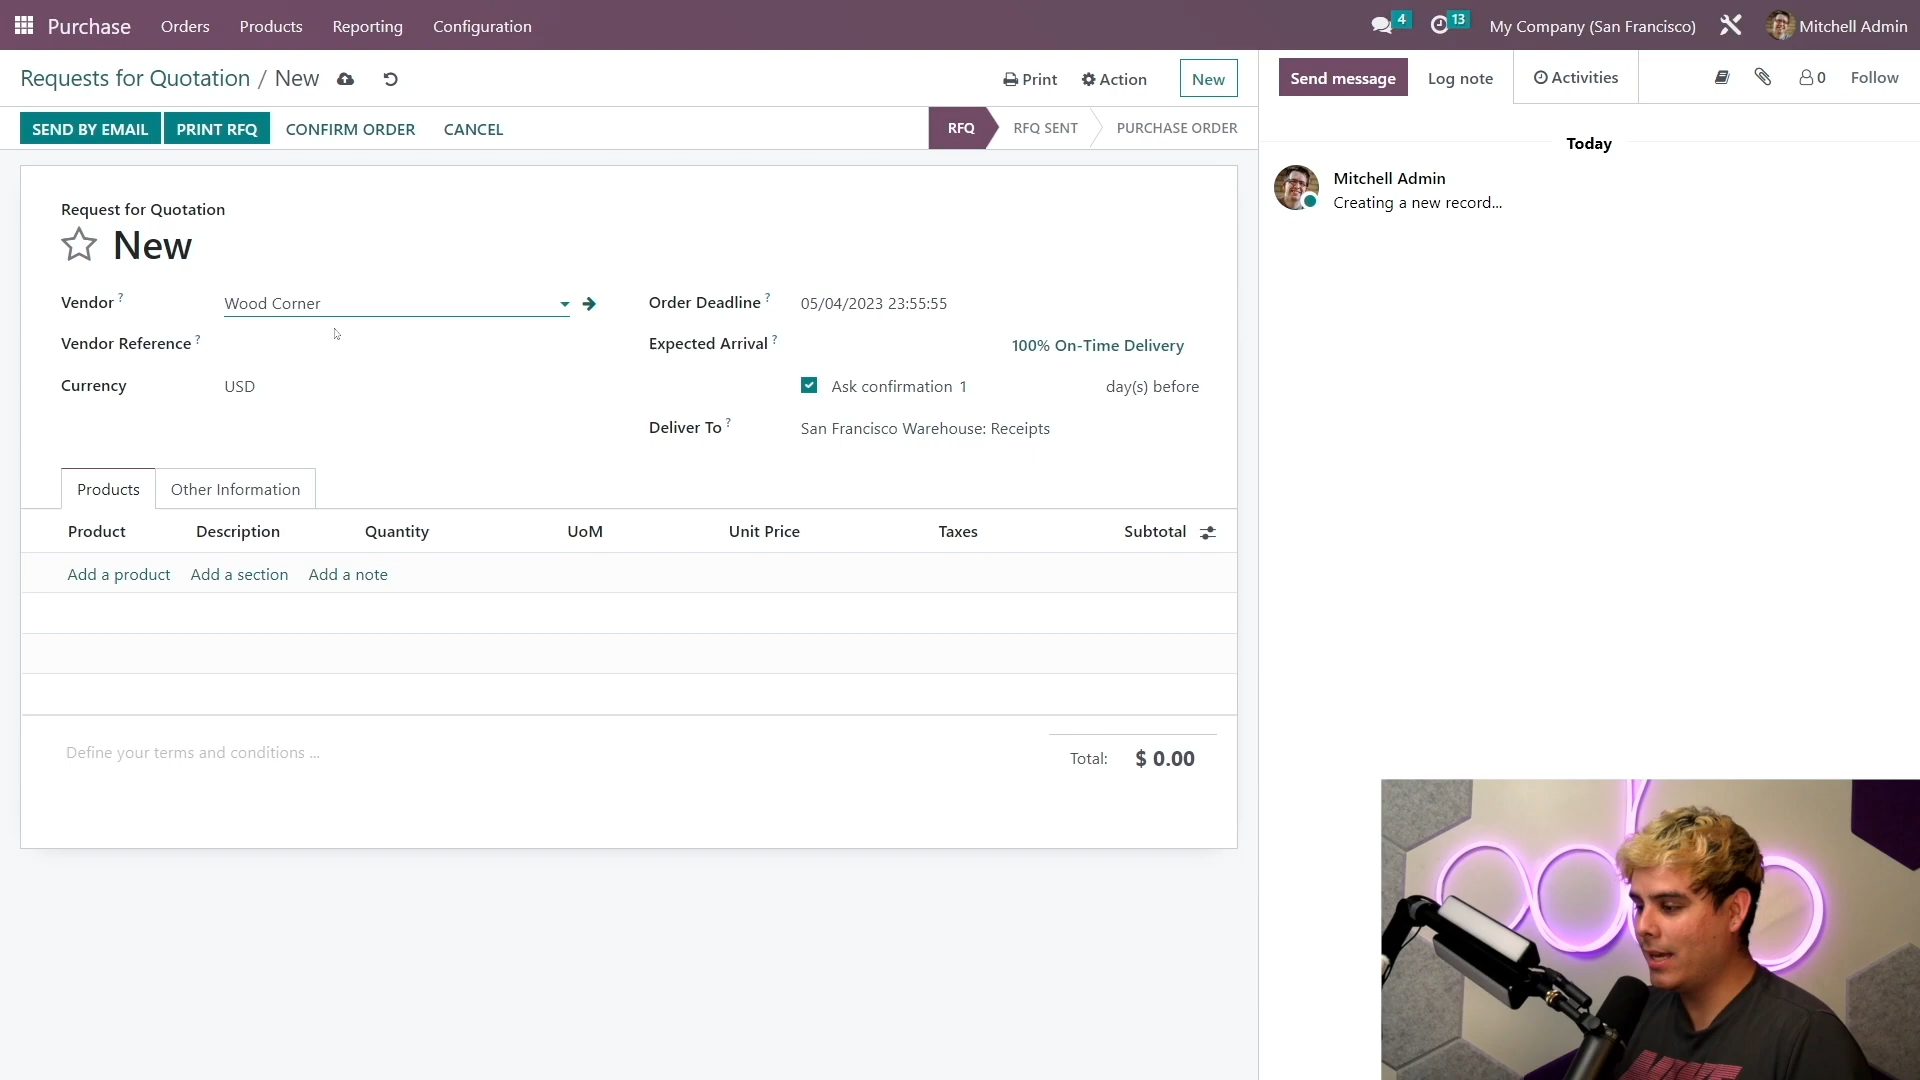 Purchase Orders Products Reporting Configuration 4 13 My Company (San Francisco) Mitchell Admin
Requests for Quotation / New Print Action New
SEND BY EMAIL PRINT RFQ CONFIRM ORDER CANCEL RFQ RFQ SENT PURCHASE ORDER
Request for Quotation
New
Vendor ? Wood Corner
Vendor Reference ?
Currency USD
Order Deadline ? 05/04/2023 23:55:55
Expected Arrival ? 100% On-Time Delivery
Ask confirmation 1 day(s) before
Deliver To ? San Francisco Warehouse: Receipts
Products Other Information
Product Description Quantity UoM Unit Price Taxes Subtotal
Add a product Add a section Add a note
Define your terms and conditions ...
Total: $ 0.00
Send message Log note Activities 0 Follow
Today
Mitchell Admin
Creating a new record...